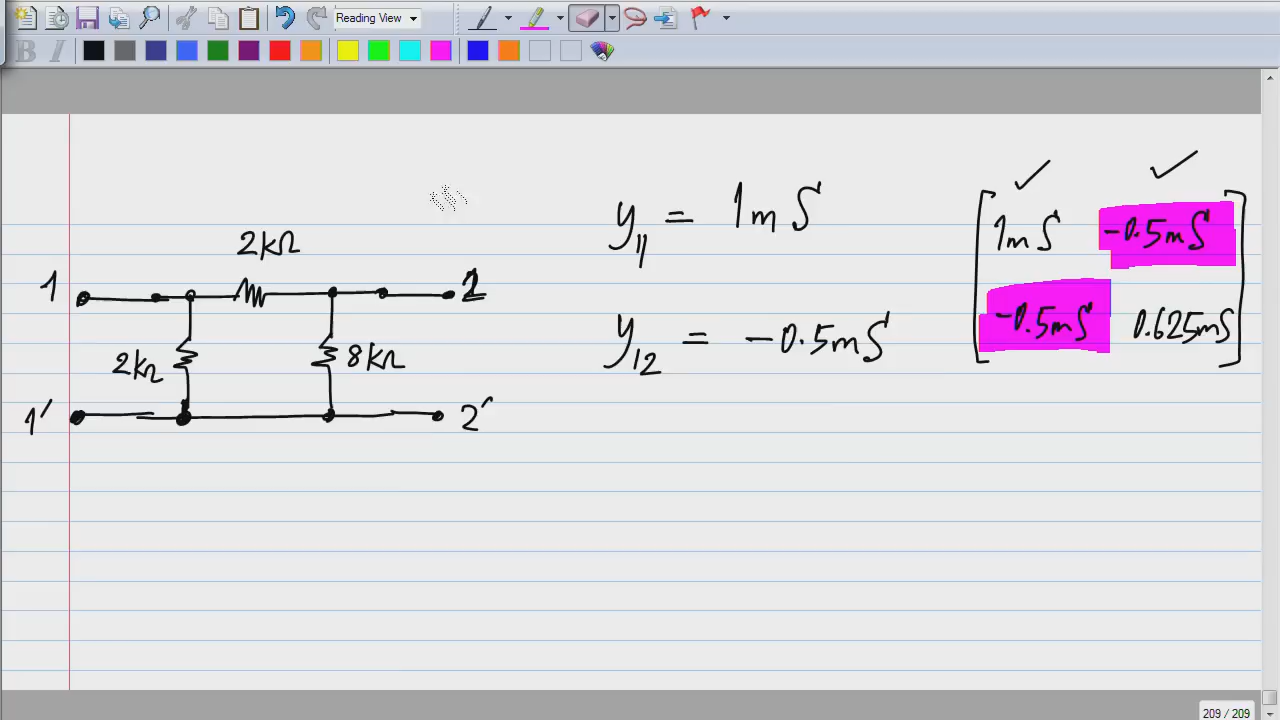 Reading View
B I
y11 = 1mS
y12 = -0.5mS
1mS -0.5mS
-0.5mS 0.625mS
2kΩ
1 2
2kΩ 8kΩ
1' 2'
209 / 209